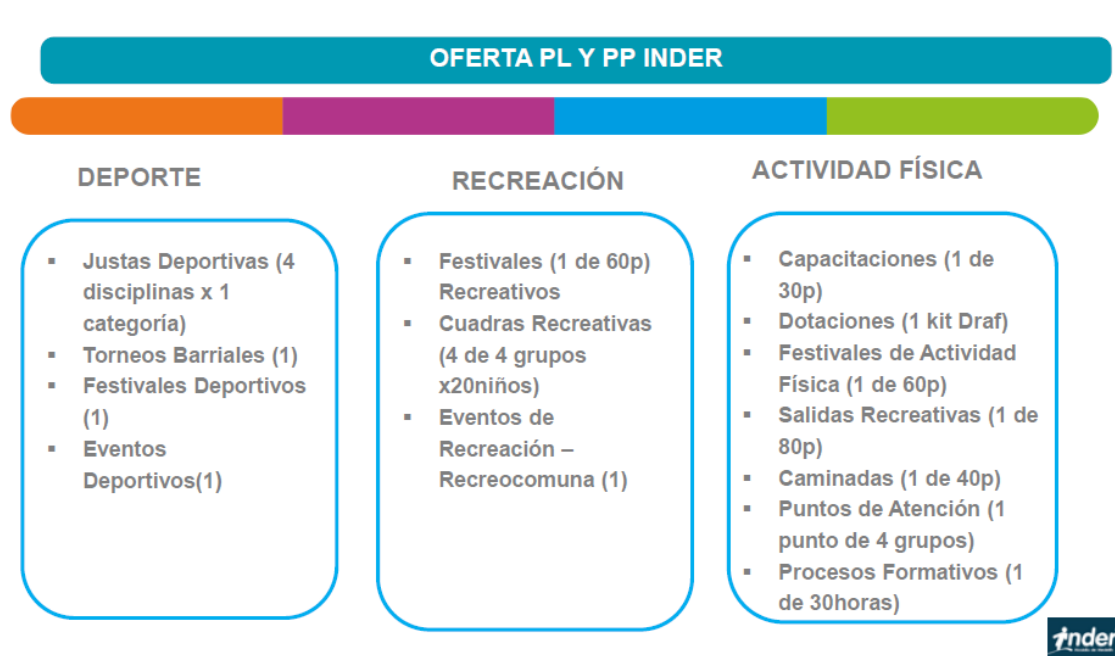 OFERTA PL Y PP INDER
DEPORTE
▪ Justas Deportivas (4
disciplinas x 1
categoría)
▪ Torneos Barriales (1)
▪ Festivales Deportivos
(1)
▪ Eventos
Deportivos(1)
RECREACIÓN
▪ Festivales (1 de 60p)
Recreativos
▪ Cuadras Recreativas
(4 de 4 grupos
x20niños)
▪ Eventos de
Recreación –
Recreocomuna (1)
ACTIVIDAD FÍSICA
▪ Capacitaciones (1 de
30p)
▪ Dotaciones (1 kit Draf)
▪ Festivales de Actividad
Física (1 de 60p)
▪ Salidas Recreativas (1 de
80p)
▪ Caminadas (1 de 40p)
▪ Puntos de Atención (1
punto de 4 grupos)
▪ Procesos Formativos (1
de 30horas)
inder